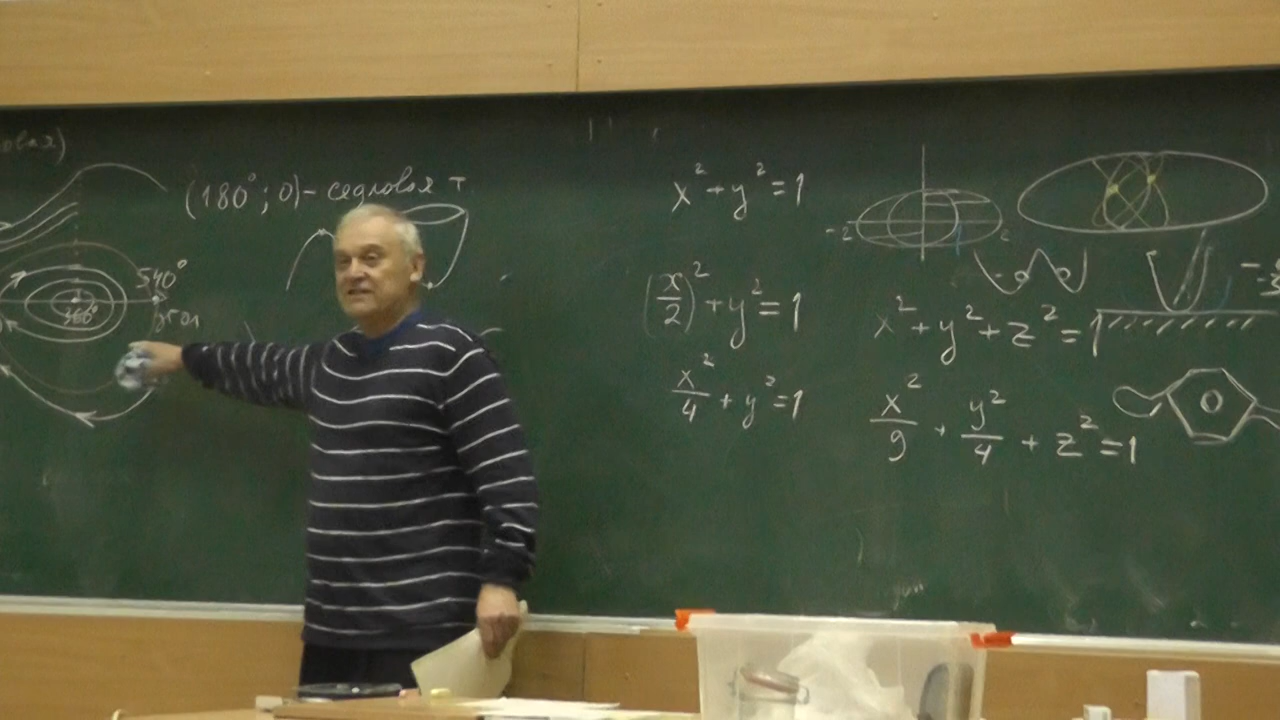 (180°; 0) - седловая т
540°
360°
x² + y² = 1
(x/2)² + y² = 1
x²/4 + y² = 1
-2
x² + y² + z² = 1
x²/9 + y²/4 + z² = 1